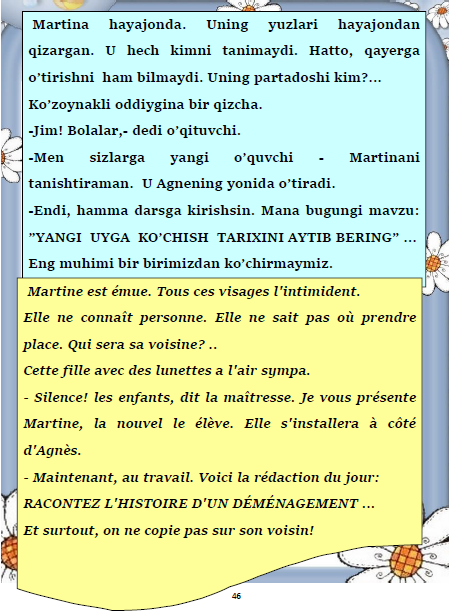 Martina hayajonda. Uning yuzlari hayajondan
qizargan. U hech kimni tanimaydi. Hatto, qayerga
o’tirishni ham bilmaydi. Uning partadoshi kim?...
Ko’zoynakli oddiygina bir qizcha.
-Jim! Bolalar,- dedi o’qituvchi.
-Men sizlarga yangi o’quvchi - Martinani
tanishtiraman. U Agnening yonida o’tiradi.
-Endi, hamma darsga kirishsin. Mana bugungi mavzu:
”YANGI UYGA KO’CHISH TARIXINI AYTIB BERING” ...
Eng muhimi bir birimizdan ko’chirmaymiz.
Martine est émue. Tous ces visages l'intimident.
Elle ne connaît personne. Elle ne sait pas où prendre
place. Qui sera sa voisine? ..
Cette fille avec des lunettes a l'air sympa.
- Silence! les enfants, dit la maîtresse. Je vous présente
Martine, la nouvel le élève. Elle s'installera à côté
d'Agnès.
- Maintenant, au travail. Voici la rédaction du jour:
RACONTEZ L'HISTOIRE D'UN DÉMÉNAGEMENT ...
Et surtout, on ne copie pas sur son voisin!
46